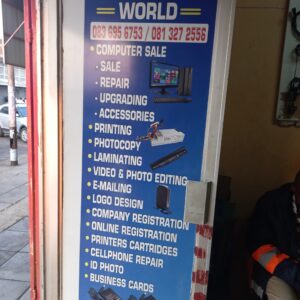 WORLD
083 695 6753 / 081 327 2556
• COMPUTER SALE
• SALE
• REPAIR
• UPGRADING
• ACCESSORIES
• PRINTING
• PHOTOCOPY
• LAMINATING
• VIDEO & PHOTO EDITING
• E-MAILING
• LOGO DESIGN
• COMPANY REGISTRATION
• ONLINE REGISTRATION
• PRINTERS CARTRIDGES
• CELLPHONE REPAIR
• ID PHOTO
• BUSINESS CARDS